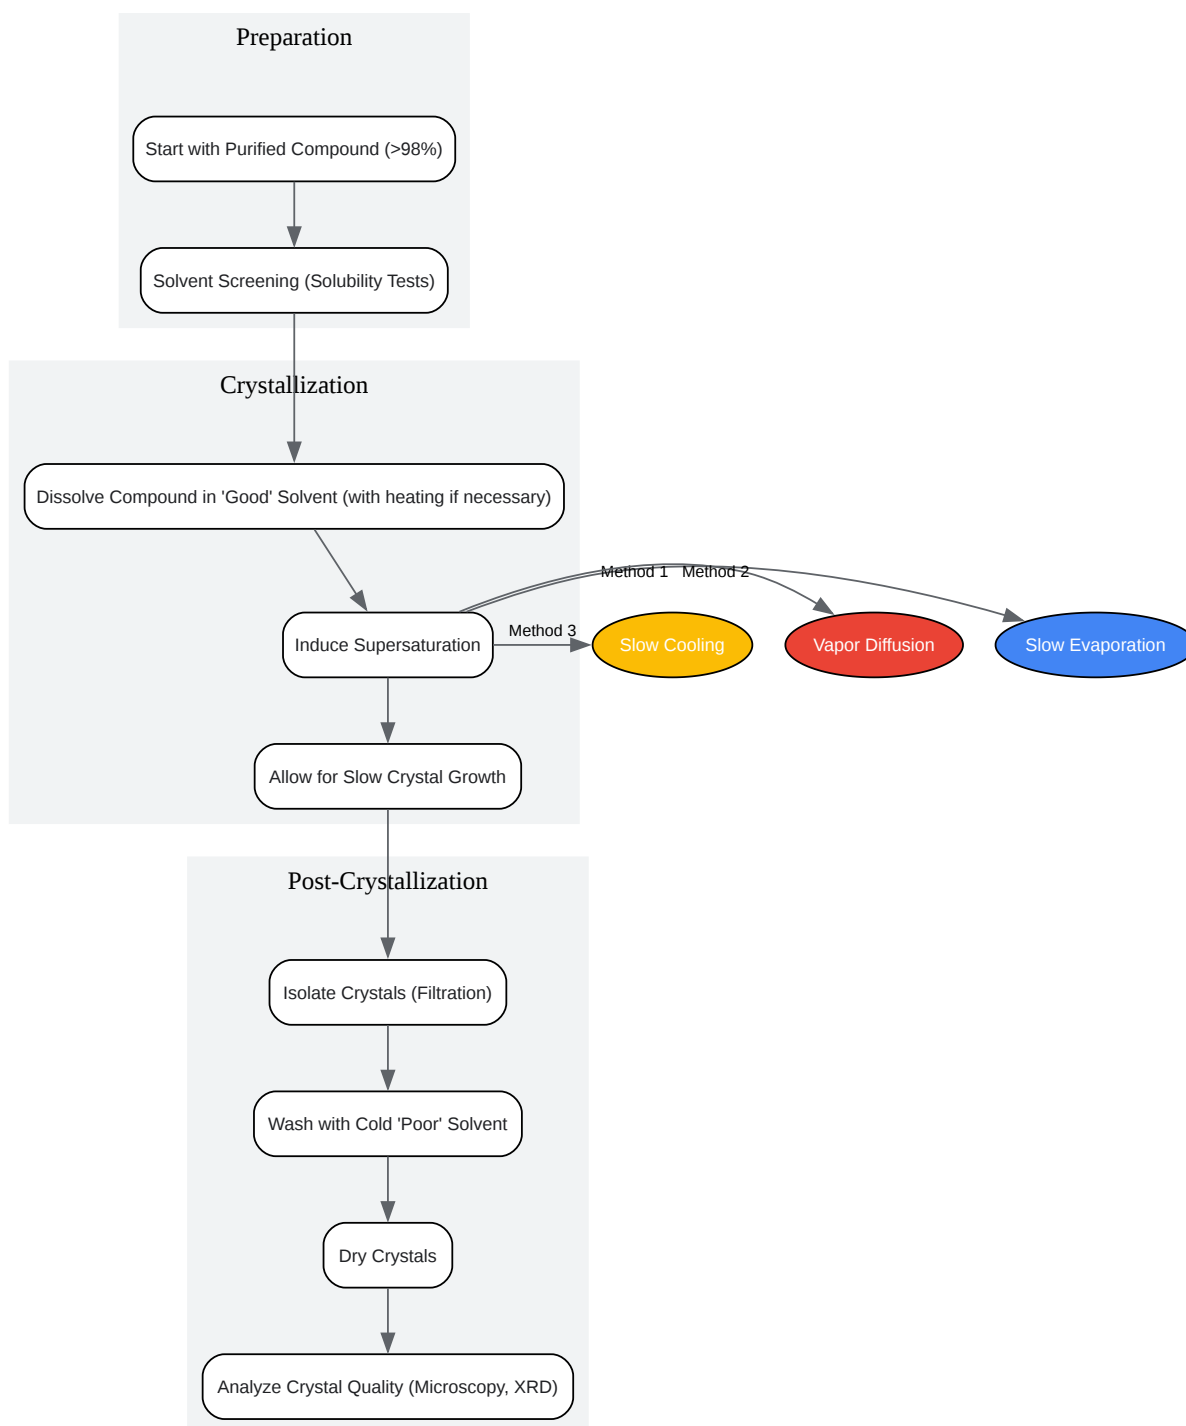 Preparation
Start with Purified Compound (>98%)
Solvent Screening (Solubility Tests)
Crystallization
Dissolve Compound in 'Good' Solvent (with heating if necessary)
Method 1
Method 2
Induce Supersaturation
Method 3
Slow Cooling
Vapor Diffusion
Slow Evaporation
Allow for Slow Crystal Growth
Post-Crystallization
Isolate Crystals (Filtration)
Wash with Cold 'Poor' Solvent
Dry Crystals
Analyze Crystal Quality (Microscopy, XRD)